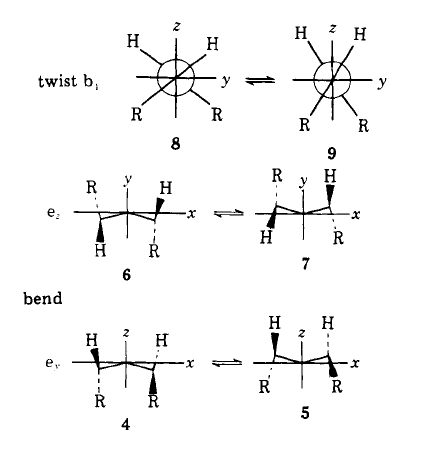 z
H H H H
twist b₁ y ⇌ y
R R R R
8 9
R y H R y H
e_z x ⇌ x
H R H R
6 7
bend
H z H H z H
e_y x ⇌ x
R R R R
4 5